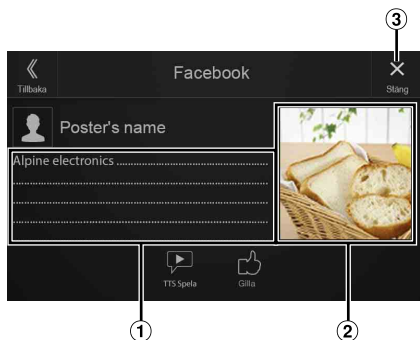 ③
Tillbaka
Facebook
Stäng
Poster's name
Alpine electronics ....................................................
..............................................................................
..............................................................................
..............................................................................
TTS Spela
Gilla
①
②